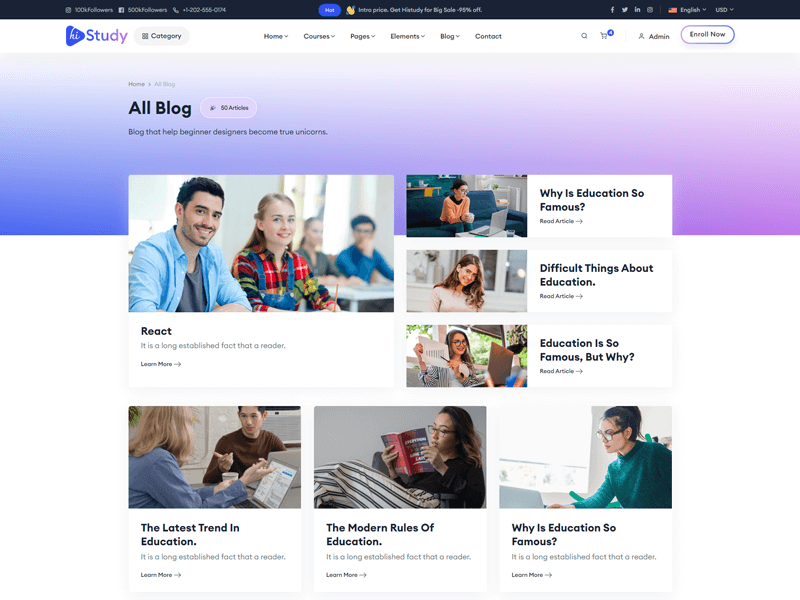 100kFollowers 500kFollowers +1-202-555-0174 Hot Intro price. Get Histudy for Big Sale -95% off. English USD
hi Study Category Home Courses Pages Elements Blog Contact 4 Admin Enroll Now
Home > All Blog
All Blog 50 Articles
Blog that help beginner designers become true unicorns.
React
It is a long established fact that a reader.
Learn More
Why Is Education So
Famous?
Read Article
Difficult Things About
Education.
Read Article
Education Is So
Famous, But Why?
Read Article
The Latest Trend In
Education.
It is a long established fact that a reader.
Learn More
The Modern Rules Of
Education.
It is a long established fact that a reader.
Learn More
Why Is Education So
Famous?
It is a long established fact that a reader.
Learn More